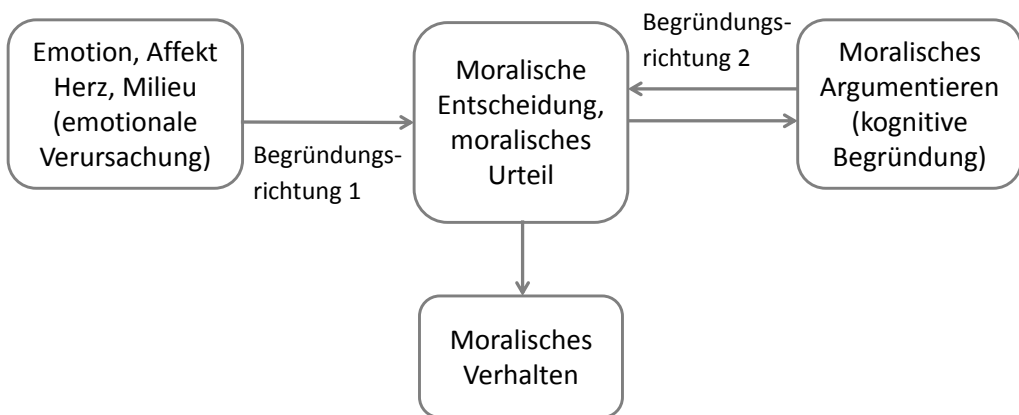 Emotion, Affekt
Herz, Milieu
(emotionale
Verursachung)
Begründungs-
richtung 1
Moralische
Entscheidung,
moralisches
Urteil
Begründungs-
richtung 2
Moralisches
Argumentieren
(kognitive
Begründung)
Moralisches
Verhalten